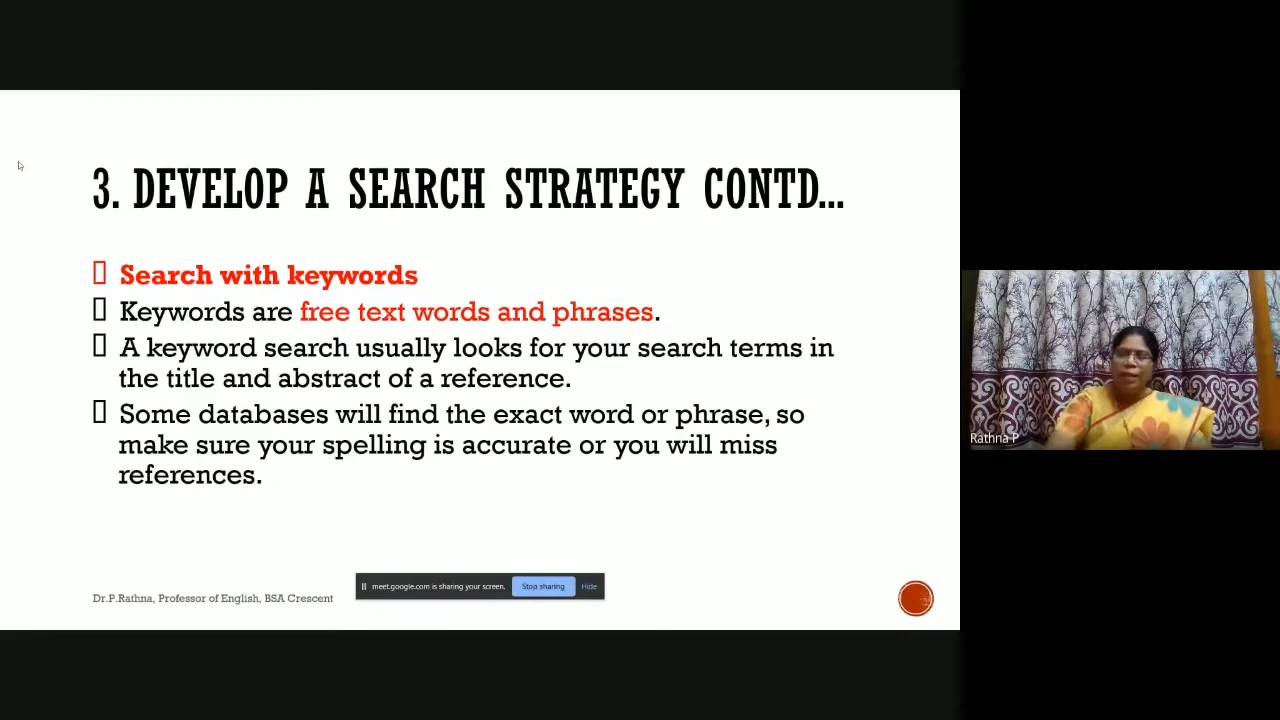 3. DEVELOP A SEARCH STRATEGY CONTD...
Search with keywords
Keywords are free text words and phrases.
A keyword search usually looks for your search terms in
the title and abstract of a reference.
Some databases will find the exact word or phrase, so
make sure your spelling is accurate or you will miss
references.
meet.google.com is sharing your screen. Stop sharing Hide
Dr.P.Rathna, Professor of English, BSA Crescent
Rathna P